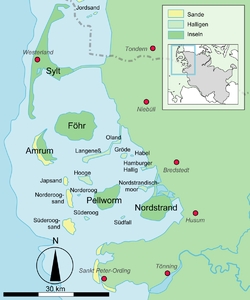 Jordsand
Sande
Halligen
Inseln
Westerland
Tondern
Sylt
Niebüll
Föhr
Oland
Amrum
Langeneß
Gröde
Habel
Hamburger
Hallig
Bredstedt
Hooge
Japsand
Nordstrandisch-
moor
Norderoog-
sand
Norderoog
Pellworm
Nordstrand
Süderoog-
sand
Süderoog
Südfall
Husum
N
Sankt Peter-Ording
Tönning
30 km